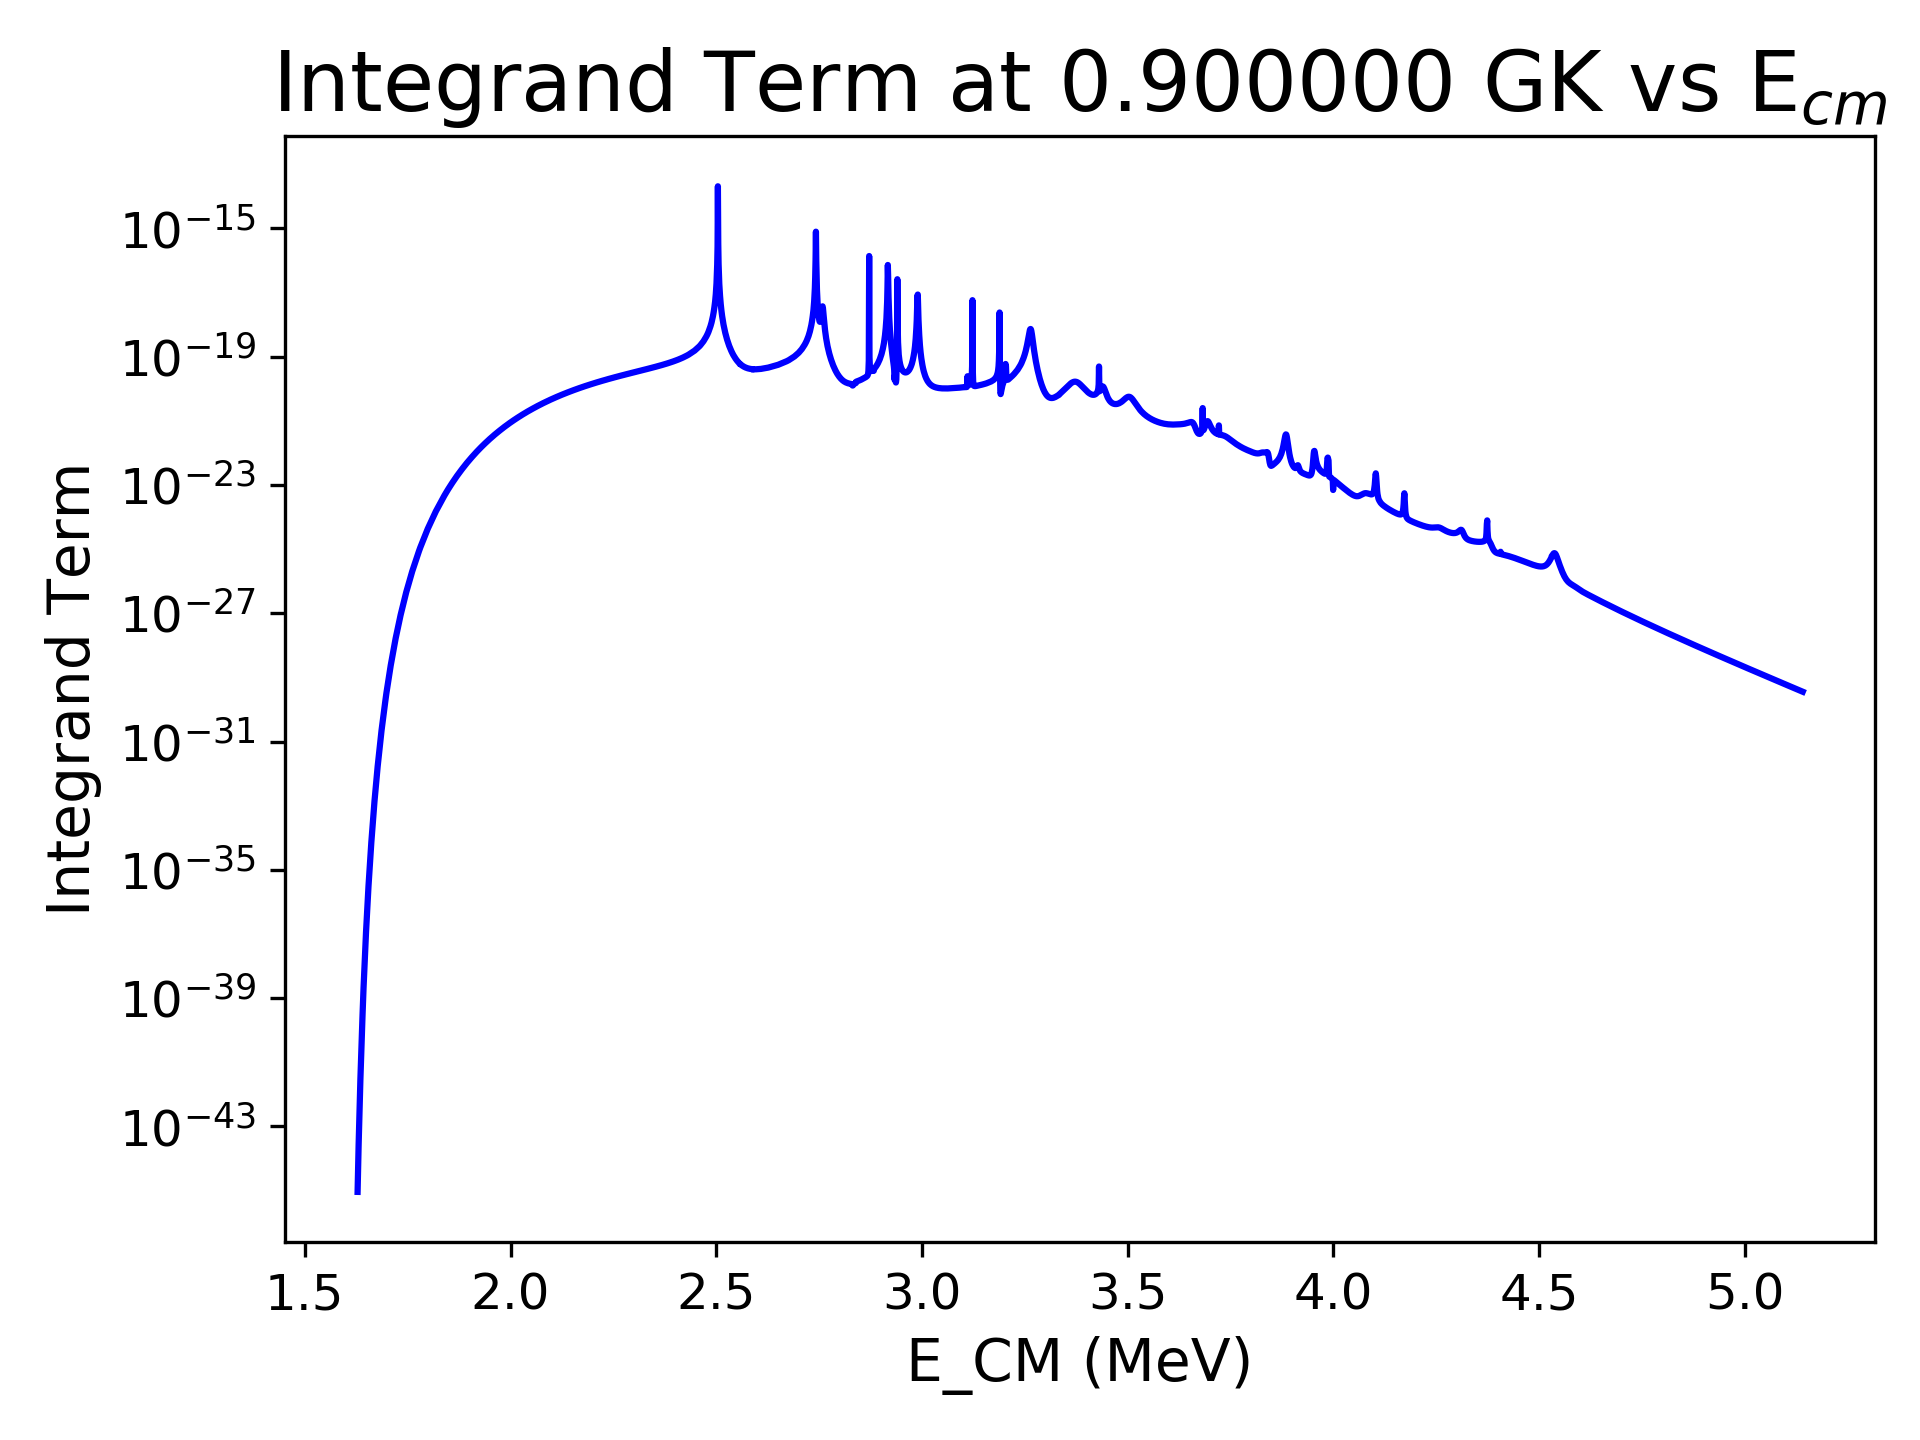 Integrand Term at 0.900000 GK vs E_cm
Integrand Term
10^−15
10^−19
10^−23
10^−27
10^−31
10^−35
10^−39
10^−43
1.5 2.0 2.5 3.0 3.5 4.0 4.5 5.0
E_CM (MeV)